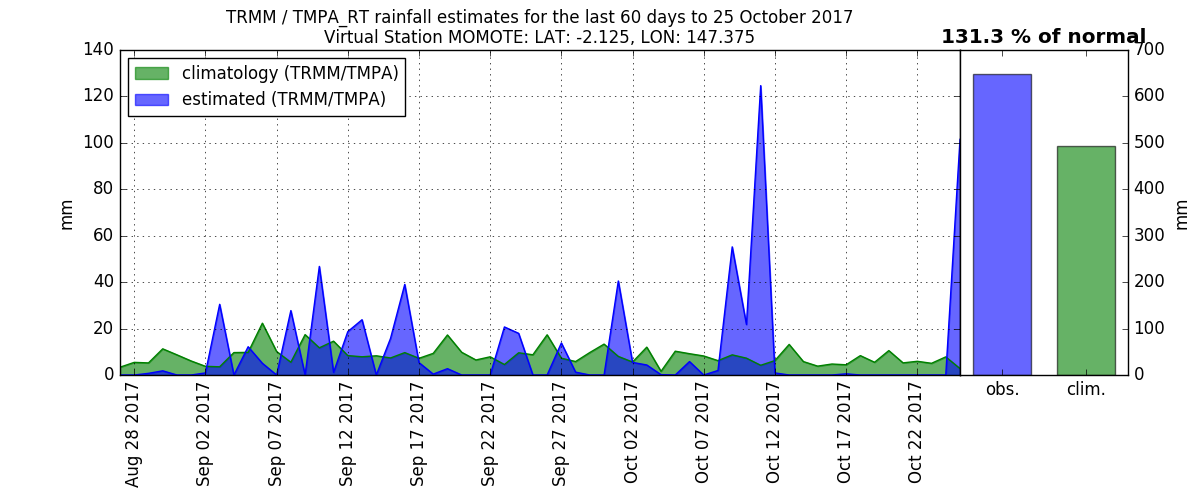 TRMM / TMPA_RT rainfall estimates for the last 60 days to 25 October 2017
Virtual Station MOMOTE: LAT: -2.125, LON: 147.375
131.3 % of normal
climatology (TRMM/TMPA)
estimated (TRMM/TMPA)
140
120
100
80
60
40
20
0
mm
Aug 28 2017
Sep 02 2017
Sep 07 2017
Sep 12 2017
Sep 17 2017
Sep 22 2017
Sep 27 2017
Oct 02 2017
Oct 07 2017
Oct 12 2017
Oct 17 2017
Oct 22 2017
obs.
clim.
700
600
500
400
300
200
100
0
mm